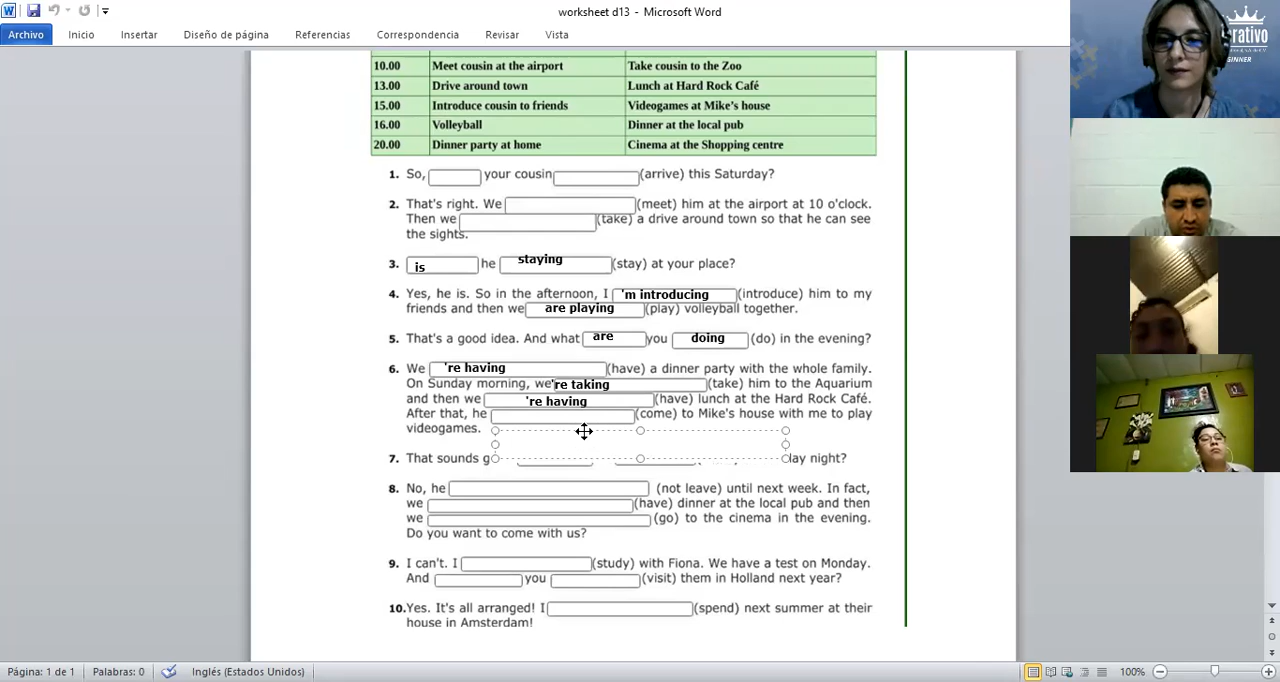 worksheet d13 - Microsoft Word
Archivo Inicio Insertar Diseño de página Referencias Correspondencia Revisar Vista
10.00 Meet cousin at the airport Take cousin to the Zoo
13.00 Drive around town Lunch at Hard Rock Café
15.00 Introduce cousin to friends Videogames at Mike's house
16.00 Volleyball Dinner at the local pub
20.00 Dinner party at home Cinema at the Shopping centre
1. So, your cousin (arrive) this Saturday?
2. That's right. We (meet) him at the airport at 10 o'clock.
Then we (take) a drive around town so that he can see
the sights.
3. is he staying (stay) at your place?
4. Yes, he is. So in the afternoon, I 'm introducing (introduce) him to my
friends and then we are playing (play) volleyball together.
5. That's a good idea. And what are you doing (do) in the evening?
6. We 're having (have) a dinner party with the whole family.
On Sunday morning, we 're taking (take) him to the Aquarium
and then we 're having (have) lunch at the Hard Rock Café.
After that, he (come) to Mike's house with me to play
videogames.
7. That sounds night?
8. No, he (not leave) until next week. In fact,
we (have) dinner at the local pub and then
we (go) to the cinema in the evening.
Do you want to come with us?
9. I can't. I (study) with Fiona. We have a test on Monday.
And you (visit) them in Holland next year?
10. Yes. It's all arranged! I (spend) next summer at their
house in Amsterdam!
Página: 1 de 1 Palabras: 0 Inglés (Estados Unidos) 100%